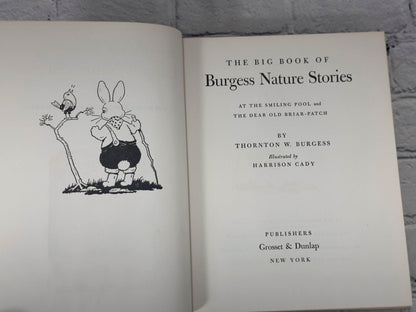 THE BIG BOOK OF
Burgess Nature Stories
AT THE SMILING POOL and
THE DEAR OLD BRIAR-PATCH
BY
THORNTON W. BURGESS
Illustrated by
HARRISON CADY
PUBLISHERS
Grosset & Dunlap
NEW YORK